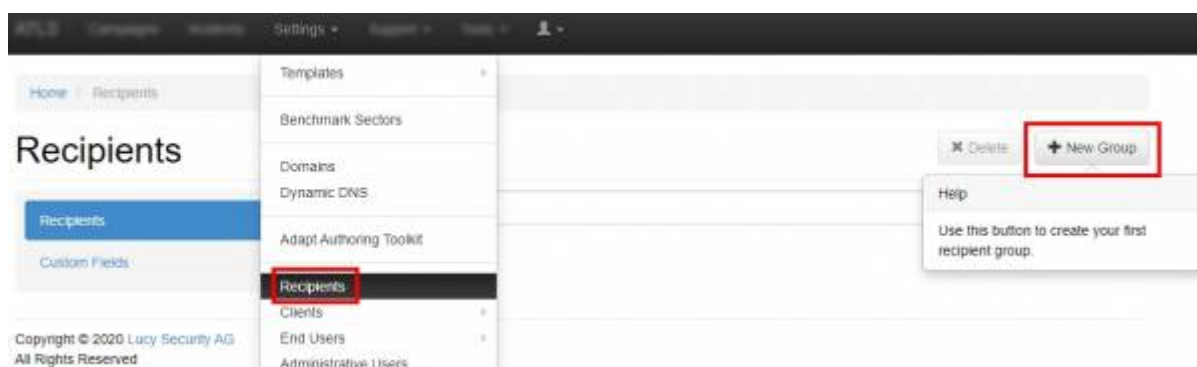 Settings
Templates
Home / Recipients
Benchmark Sectors
Recipients
Delete
New Group
Domains
Dynamic DNS
Help
Recipients
Use this button to create your first
recipient group.
Adapt Authoring Toolkit
Custom Fields
Recipients
Clients
Copyright © 2020 Lucy Security AG
End Users
All Rights Reserved
Administrative Users